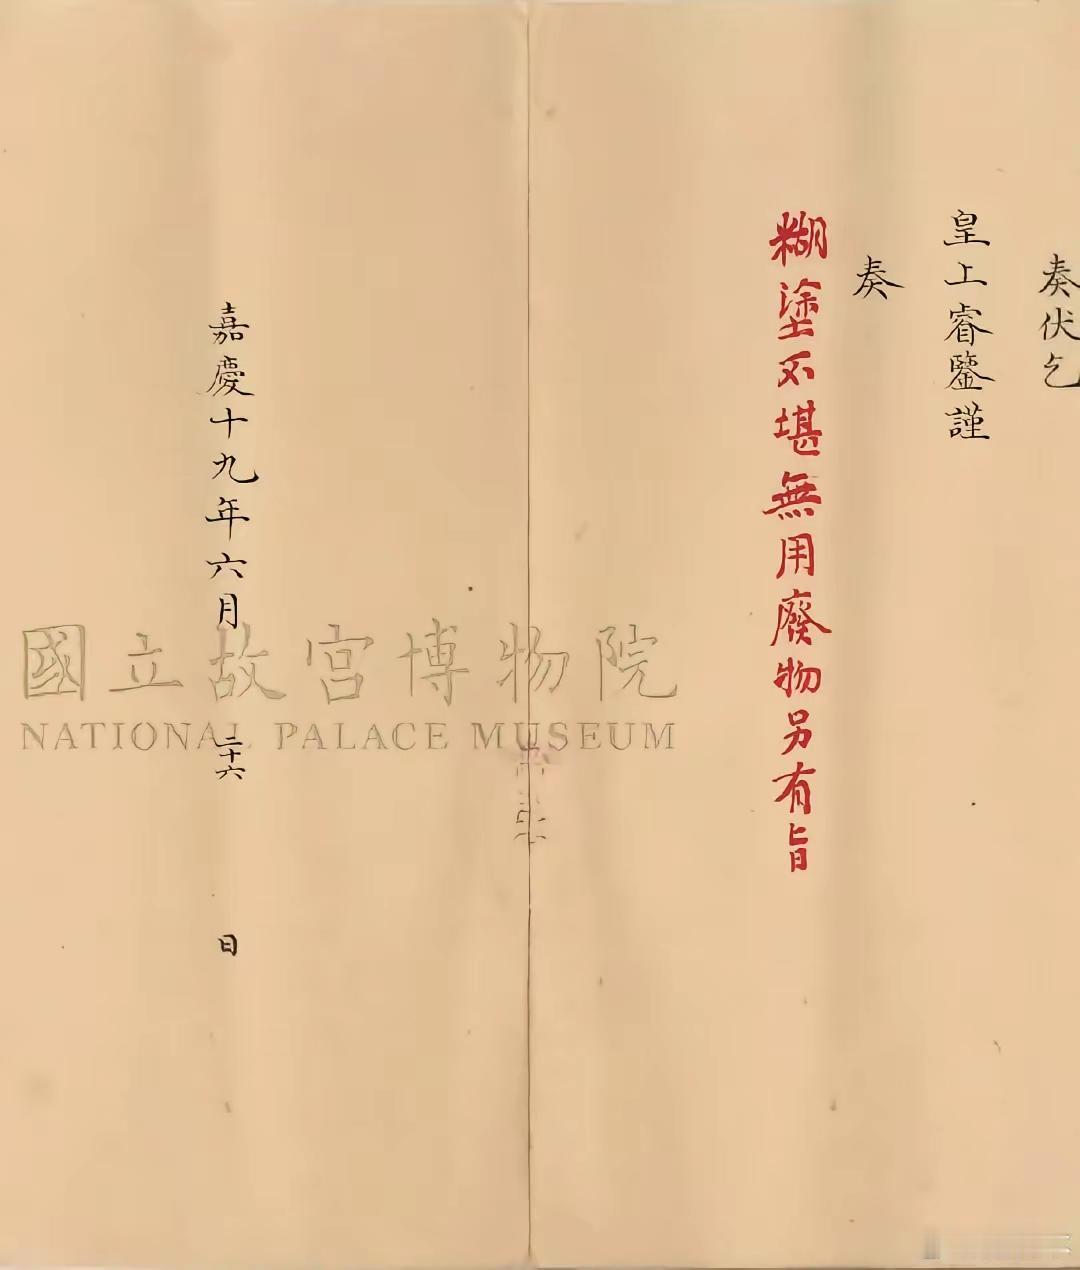 奏伏乞
皇上睿鑒謹
奏
糊塗不堪無用廢物另有旨
嘉慶十九年六月二十六日
國立故宮博物院
NATIONAL PALACE MUSEUM